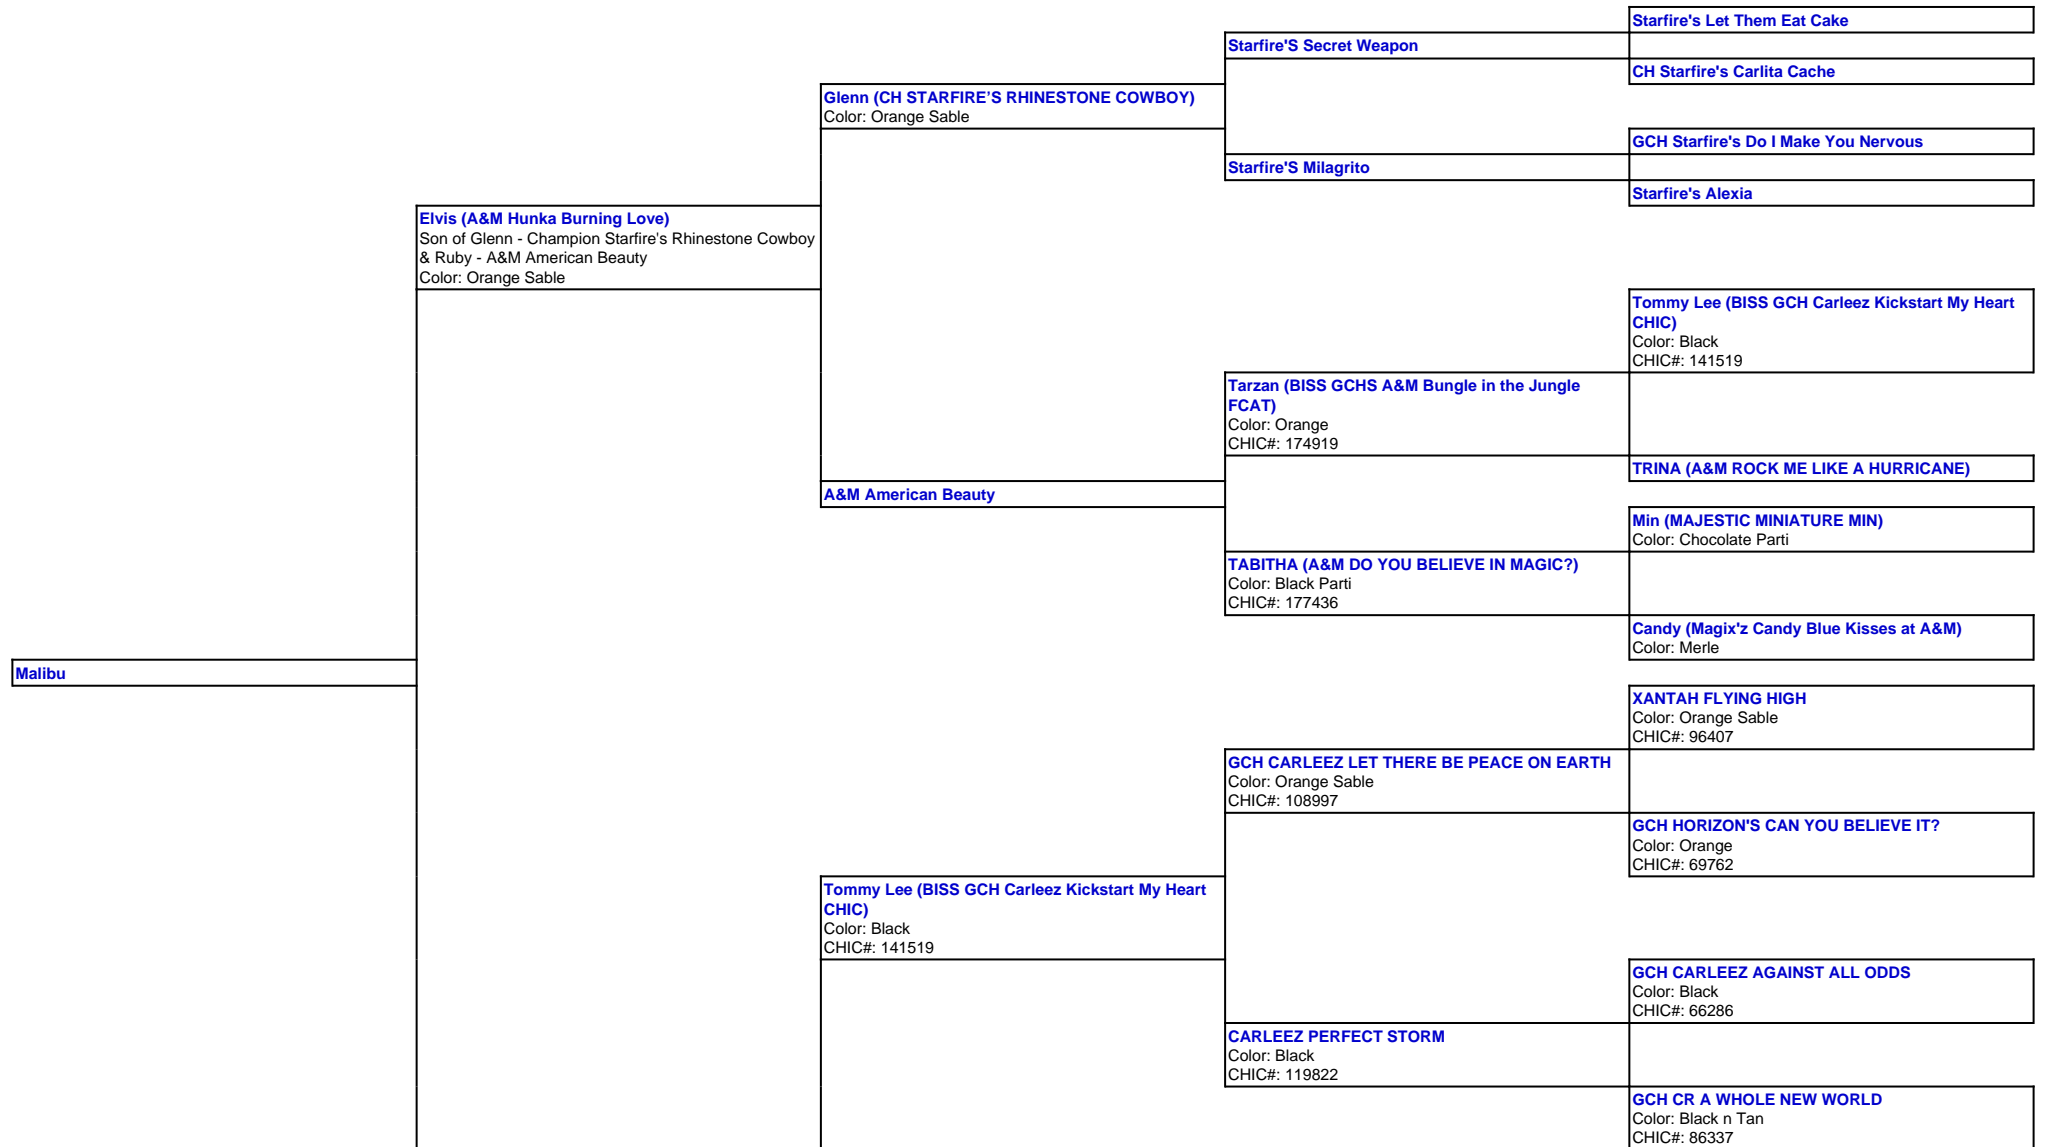 Starfire's Let Them Eat Cake
Starfire'S Secret Weapon
CH Starfire's Carlita Cache
Glenn (CH STARFIRE’S RHINESTONE COWBOY)
Color: Orange Sable
GCH Starfire's Do I Make You Nervous
Starfire'S Milagrito
Starfire's Alexia
Elvis (A&M Hunka Burning Love)
Son of Glenn - Champion Starfire's Rhinestone Cowboy
& Ruby - A&M American Beauty
Color: Orange Sable
Tommy Lee (BISS GCH Carleez Kickstart My Heart
CHIC)
Color: Black
CHIC#: 141519
Tarzan (BISS GCHS A&M Bungle in the Jungle
FCAT)
Color: Orange
CHIC#: 174919
TRINA (A&M ROCK ME LIKE A HURRICANE)
A&M American Beauty
Min (MAJESTIC MINIATURE MIN)
Color: Chocolate Parti
TABITHA (A&M DO YOU BELIEVE IN MAGIC?)
Color: Black Parti
CHIC#: 177436
Candy (Magix'z Candy Blue Kisses at A&M)
Color: Merle
Malibu
XANTAH FLYING HIGH
Color: Orange Sable
CHIC#: 96407
GCH CARLEEZ LET THERE BE PEACE ON EARTH
Color: Orange Sable
CHIC#: 108997
GCH HORIZON'S CAN YOU BELIEVE IT?
Color: Orange
CHIC#: 69762
Tommy Lee (BISS GCH Carleez Kickstart My Heart
CHIC)
Color: Black
CHIC#: 141519
GCH CARLEEZ AGAINST ALL ODDS
Color: Black
CHIC#: 66286
CARLEEZ PERFECT STORM
Color: Black
CHIC#: 119822
GCH CR A WHOLE NEW WORLD
Color: Black n Tan
CHIC#: 86337